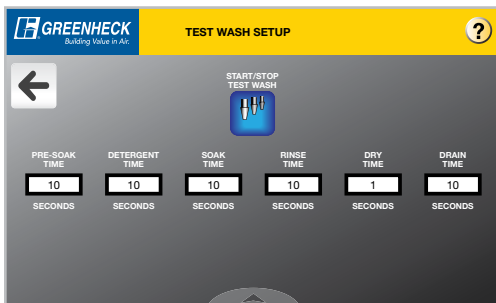 GREENHECK
Building Value in Air.
TEST WASH SETUP
?
START/STOP
TEST WASH
PRE-SOAK
TIME
DETERGENT
TIME
SOAK
TIME
RINSE
TIME
DRY
TIME
DRAIN
TIME
10
10
10
10
1
10
SECONDS
SECONDS
SECONDS
SECONDS
SECONDS
SECONDS